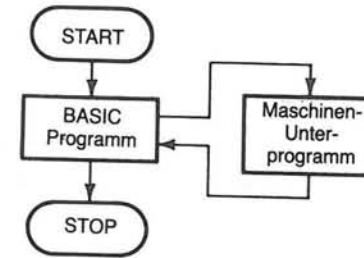 START
BASIC
Programm
Maschinen-
Unter-
programm
STOP